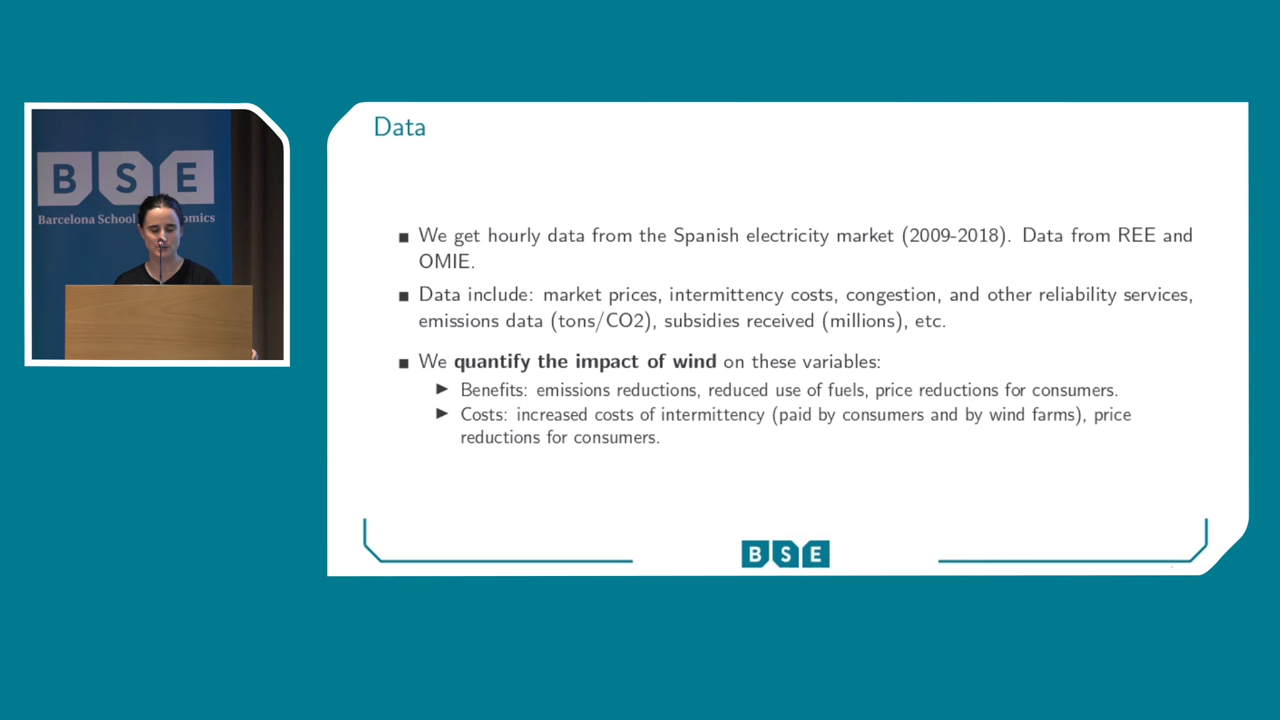 B S E
Barcelona School omics
Data
■ We get hourly data from the Spanish electricity market (2009-2018). Data from REE and
OMIE.
■ Data include: market prices, intermittency costs, congestion, and other reliability services,
emissions data (tons/CO2), subsidies received (millions), etc.
■ We quantify the impact of wind on these variables:
▶ Benefits: emissions reductions, reduced use of fuels, price reductions for consumers.
▶ Costs: increased costs of intermittency (paid by consumers and by wind farms), price
reductions for consumers.
B S E